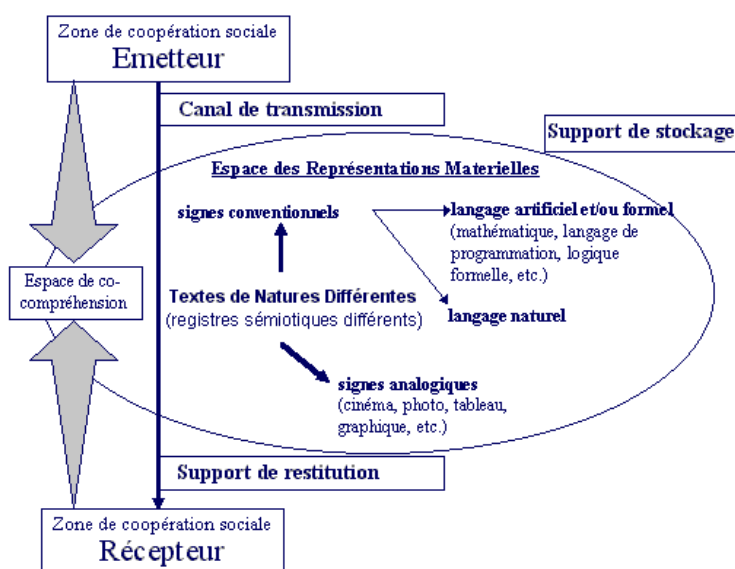 Zone de coopération sociale
Emetteur
Canal de transmission
Support de stockage
Espace des Représentations Materielles
signes conventionnels
langage artificiel et/ou formel
(mathématique, langage de
programmation, logique
formelle, etc.)
Espace de co-
compréhension
Textes de Natures Différentes
(registres sémiotiques différents)
langage naturel
signes analogiques
(cinéma, photo, tableau,
graphique, etc.)
Support de restitution
Zone de coopération sociale
Récepteur